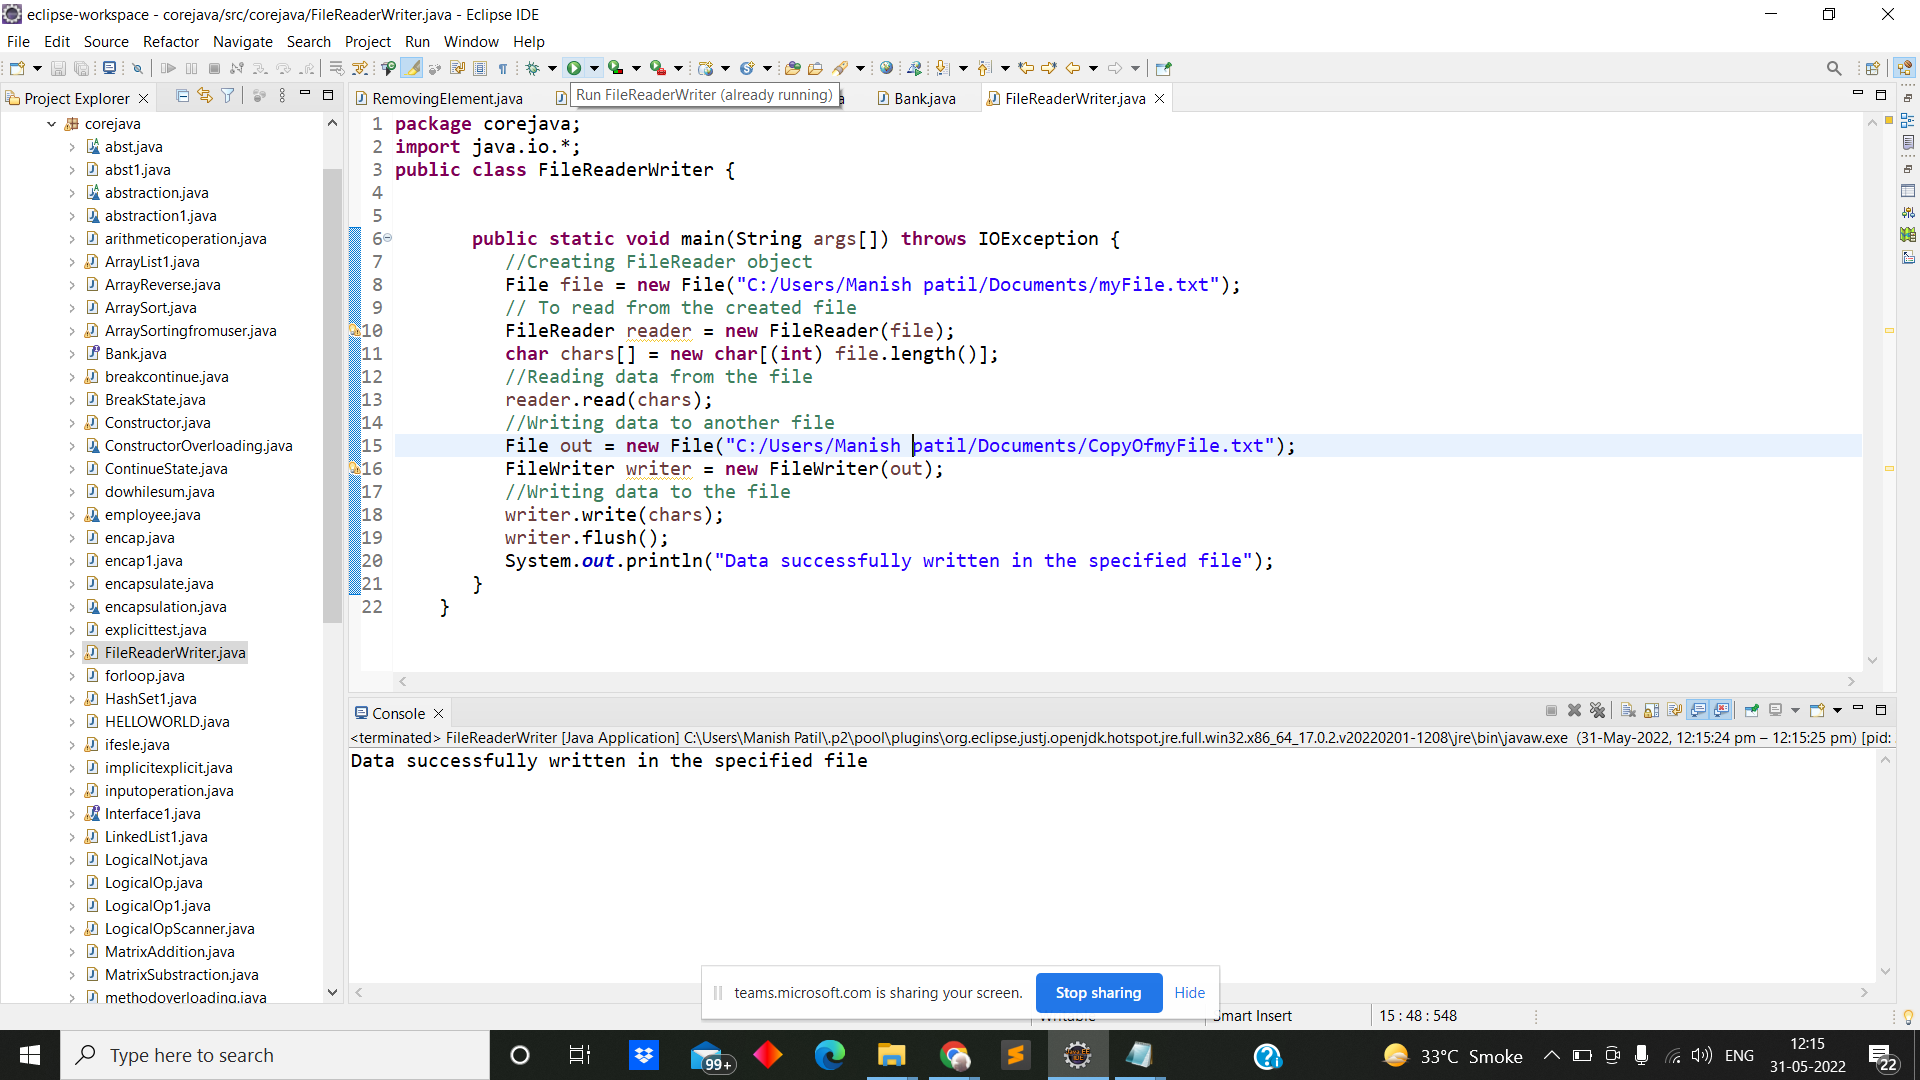 eclipse-workspace - corejava/src/corejava/FileReaderWriter.java - Eclipse IDE
File Edit Source Refactor Navigate Search Project Run Window Help
Project Explorer
RemovingElement.java
Run FileReaderWriter (already running)
Bank.java
FileReaderWriter.java
corejava
abst.java
abst1.java
abstraction.java
abstraction1.java
arithmeticoperation.java
ArrayList1.java
ArrayReverse.java
ArraySort.java
ArraySortingfromuser.java
Bank.java
breakcontinue.java
BreakState.java
Constructor.java
ConstructorOverloading.java
ContinueState.java
dowhilesum.java
employee.java
encap.java
encap1.java
encapsulate.java
encapsulation.java
explicittest.java
FileReaderWriter.java
forloop.java
HashSet1.java
HELLOWORLD.java
ifesle.java
implicitexplicit.java
inputoperation.java
Interface1.java
LinkedList1.java
LogicalNot.java
LogicalOp.java
LogicalOp1.java
LogicalOpScanner.java
MatrixAddition.java
MatrixSubstraction.java
methodoverloading.java
1 package corejava;
2 import java.io.*;
3 public class FileReaderWriter {
4
5
6 public static void main(String args[]) throws IOException {
7 //Creating FileReader object
8 File file = new File("C:/Users/Manish patil/Documents/myFile.txt");
9 // To read from the created file
10 FileReader reader = new FileReader(file);
11 char chars[] = new char[(int) file.length()];
12 //Reading data from the file
13 reader.read(chars);
14 //Writing data to another file
15 File out = new File("C:/Users/Manish patil/Documents/CopyOfmyFile.txt");
16 FileWriter writer = new FileWriter(out);
17 //Writing data to the file
18 writer.write(chars);
19 writer.flush();
20 System.out.println("Data successfully written in the specified file");
21 }
22 }
Console
<terminated> FileReaderWriter [Java Application] C:\Users\Manish Patil\.p2\pool\plugins\org.eclipse.justj.openjdk.hotspot.jre.full.win32.x86_64_17.0.2.v20220201-1208\jre\bin\javaw.exe (31-May-2022, 12:15:24 pm – 12:15:25 pm) [pid:
Data successfully written in the specified file
teams.microsoft.com is sharing your screen. Stop sharing Hide
Smart Insert
15 : 48 : 548
Type here to search
99+
33°C Smoke
ENG
12:15
31-05-2022
22